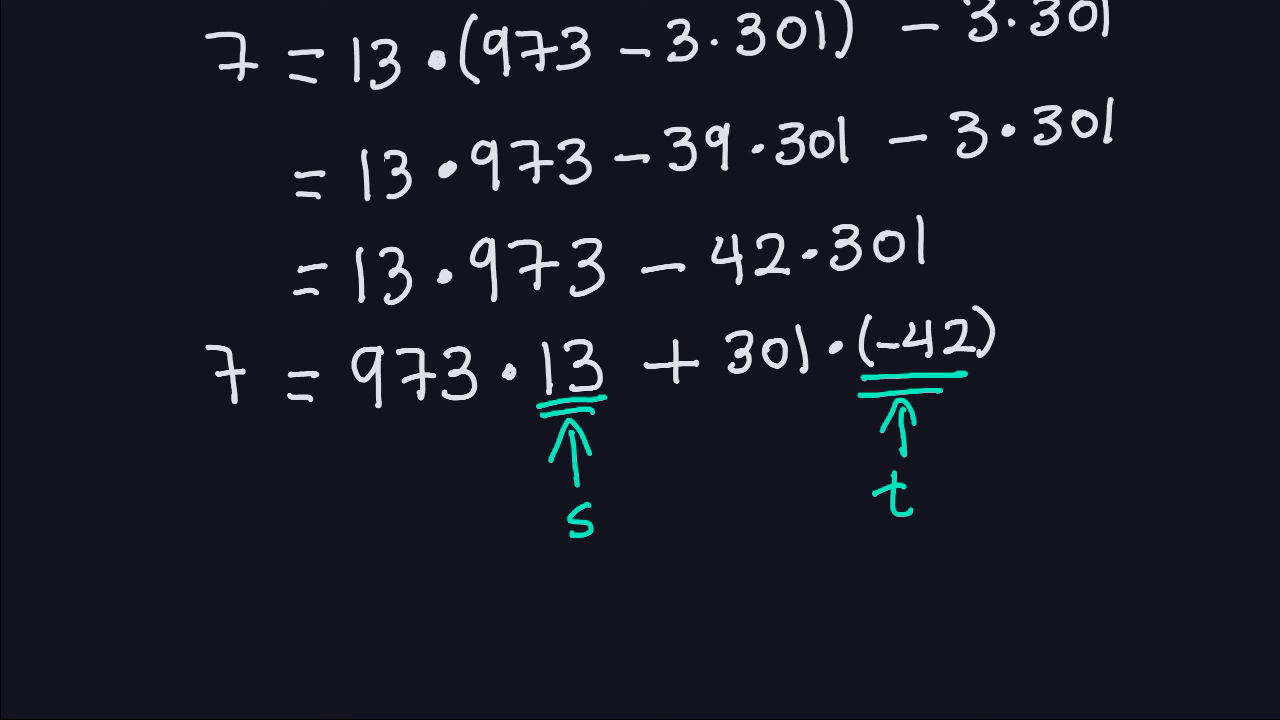 7 = 13 · (973 − 3 · 301) − 3 · 301
= 13 · 973 − 39 · 301 − 3 · 301
= 13 · 973 − 42 · 301
7 = 973 · 13 + 301 · (−42)
↑ ↑
s t